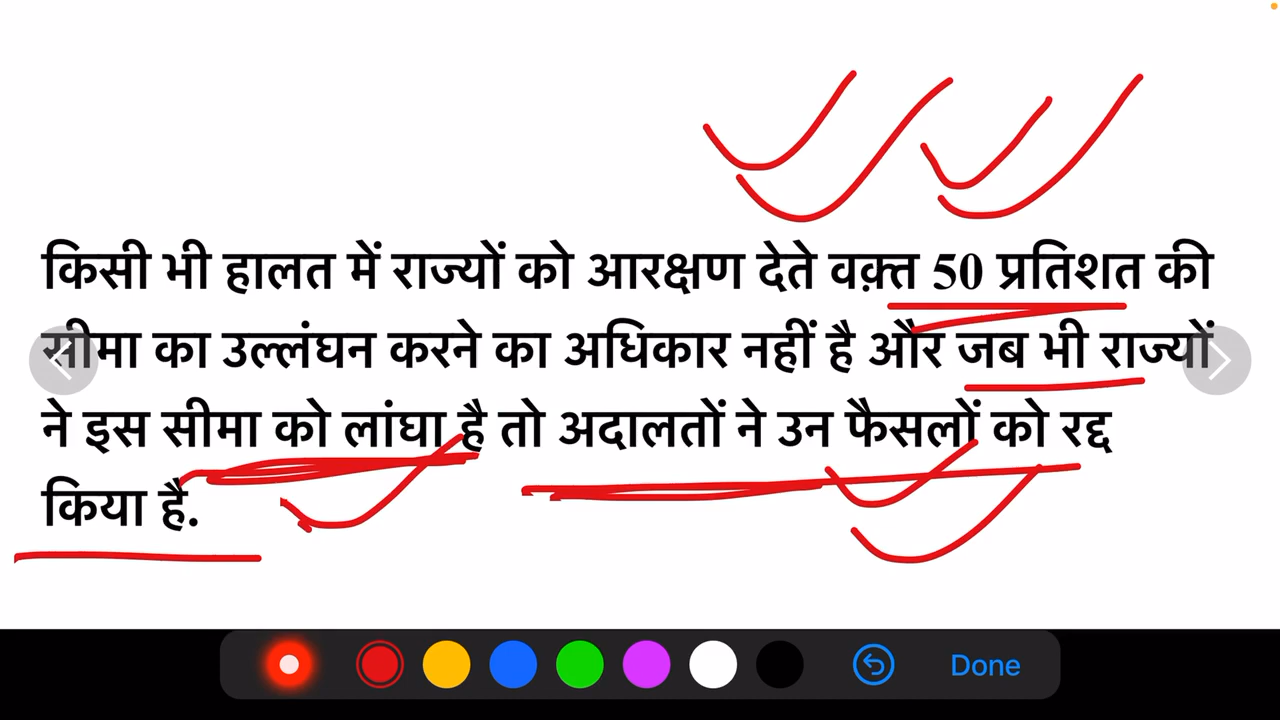 किसी भी हालत में राज्यों को आरक्षण देते वक़्त 50 प्रतिशत की
सीमा का उल्लंघन करने का अधिकार नहीं है और जब भी राज्यों
ने इस सीमा को लांघा है तो अदालतों ने उन फैसलों को रद्द
किया है.
Done